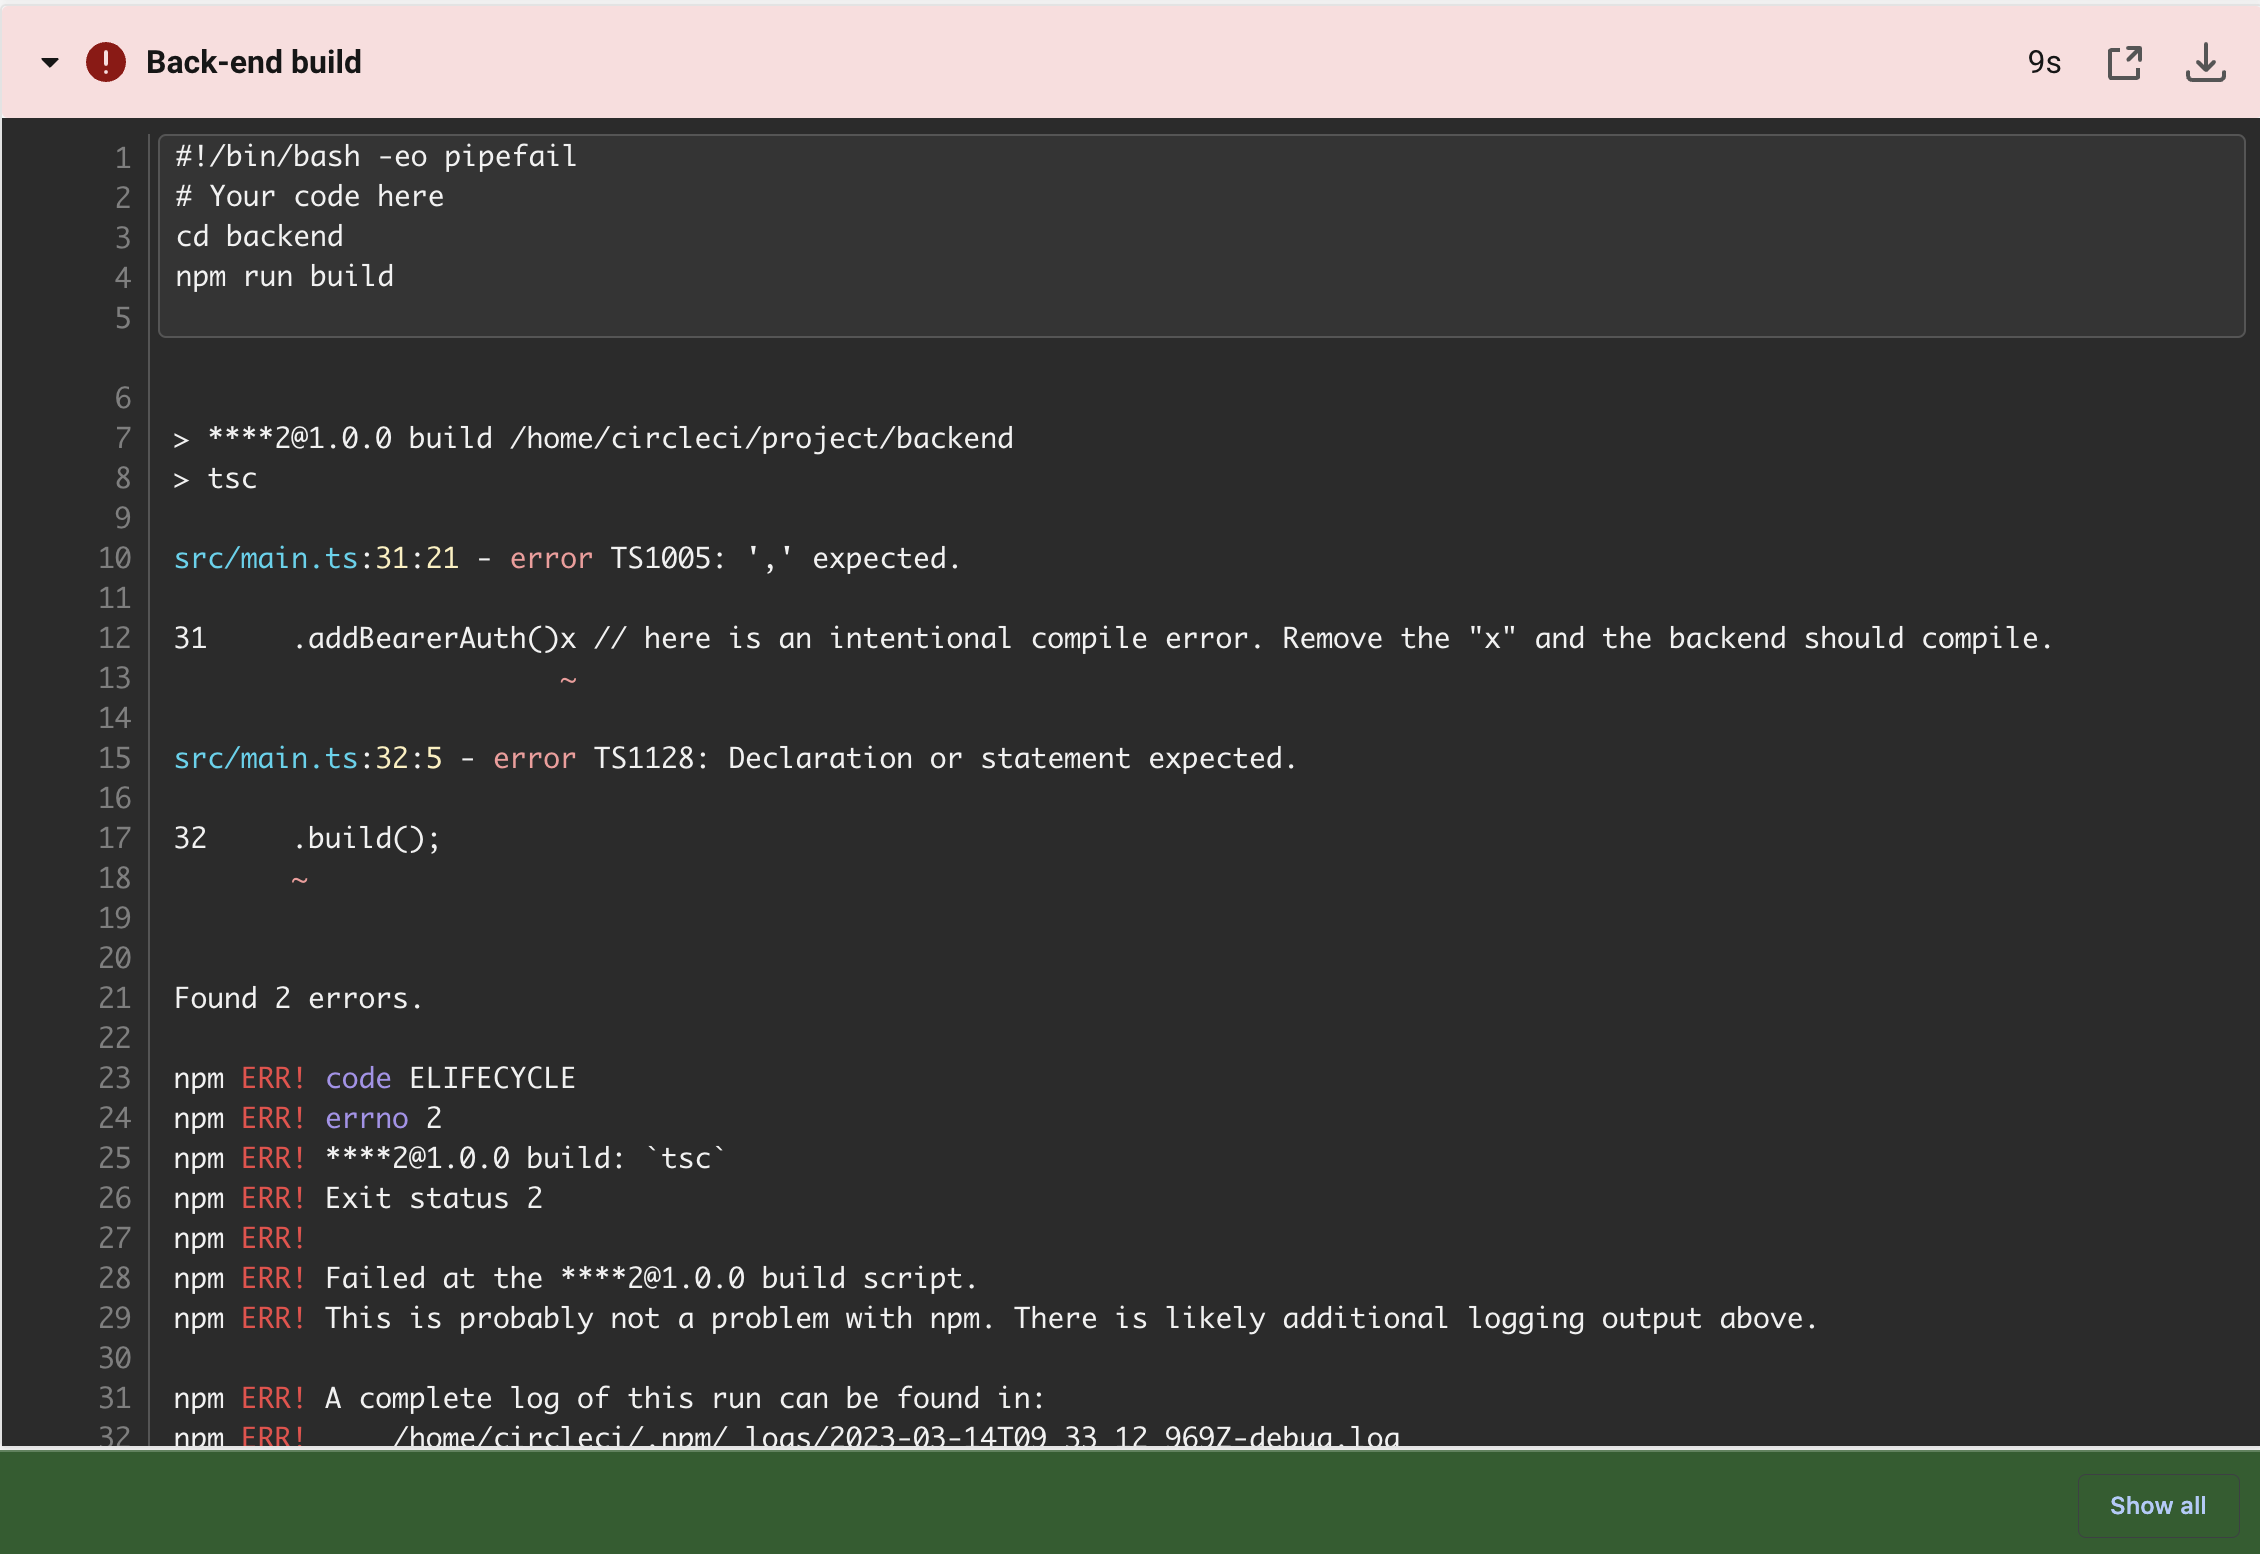 Back-end build 9s
1 #!/bin/bash -eo pipefail
2 # Your code here
3 cd backend
4 npm run build
5
6
7 > ****2@1.0.0 build /home/circleci/project/backend
8 > tsc
9
10 src/main.ts:31:21 - error TS1005: ',' expected.
11
12 31     .addBearerAuth()x // here is an intentional compile error. Remove the "x" and the backend should compile.
13 ~
14
15 src/main.ts:32:5 - error TS1128: Declaration or statement expected.
16
17 32     .build();
18 ~
19
20
21 Found 2 errors.
22
23 npm ERR! code ELIFECYCLE
24 npm ERR! errno 2
25 npm ERR! ****2@1.0.0 build: `tsc`
26 npm ERR! Exit status 2
27 npm ERR!
28 npm ERR! Failed at the ****2@1.0.0 build script.
29 npm ERR! This is probably not a problem with npm. There is likely additional logging output above.
30
31 npm ERR! A complete log of this run can be found in:
32 npm ERR!     /home/circleci/.npm/_logs/2023-03-14T09_33_12_969Z-debug.log
Show all